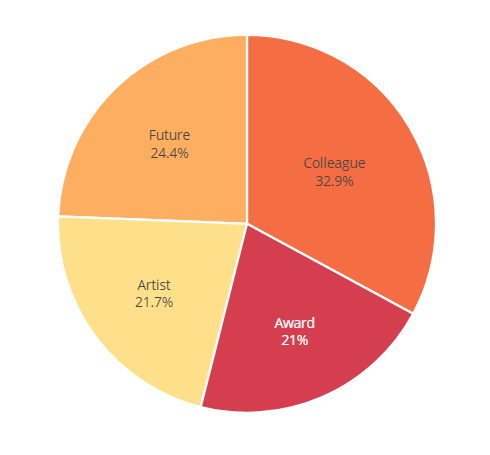 Future
24.4%
Colleague
32.9%
Artist
21.7%
Award
21%